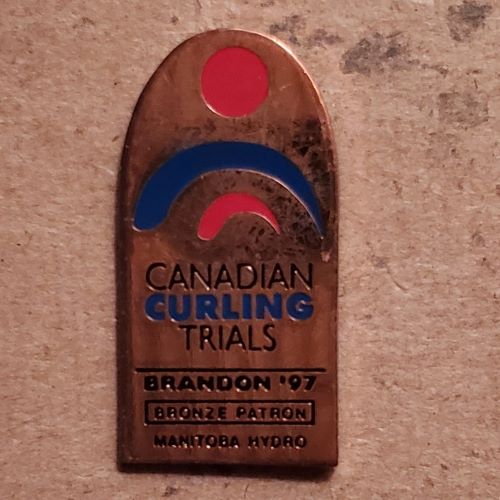 CANADIAN
CURLING
TRIALS
BRANDON '97
BRONZE PATRON
MANITOBA HYDRO